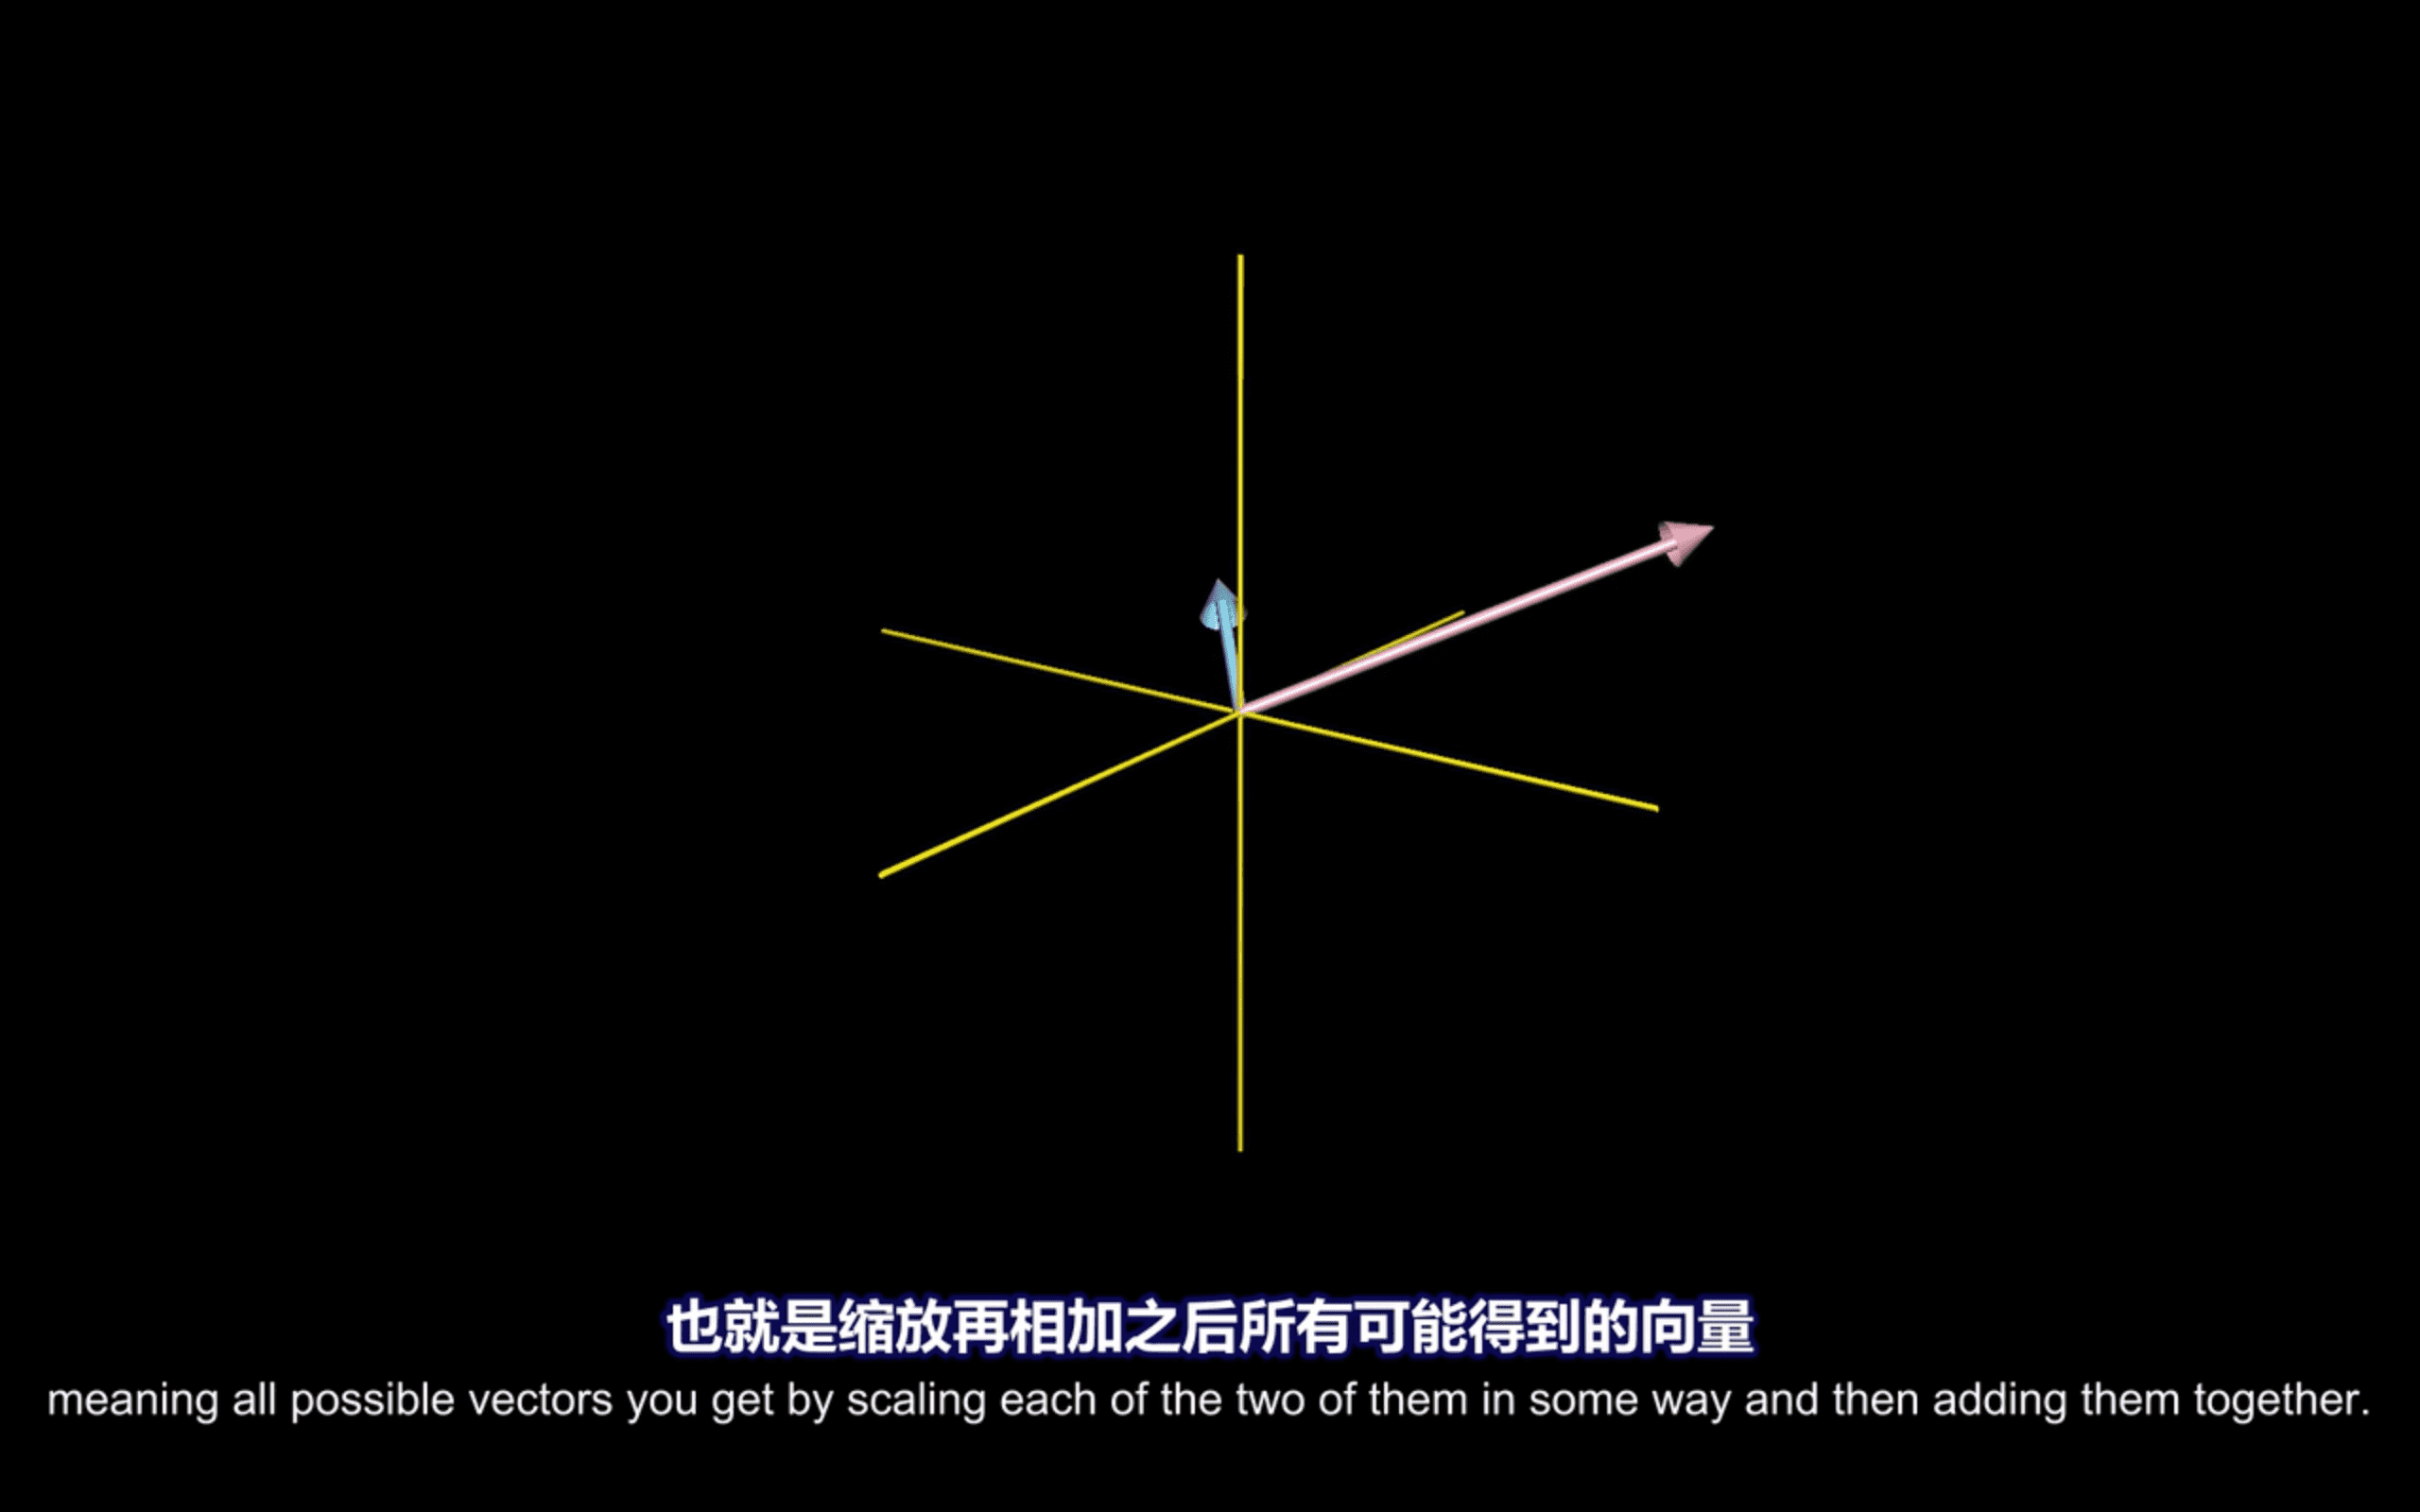 也就是缩放再相加之后所有可能得到的向量
meaning all possible vectors you get by scaling each of the two of them in some way and then adding them together.